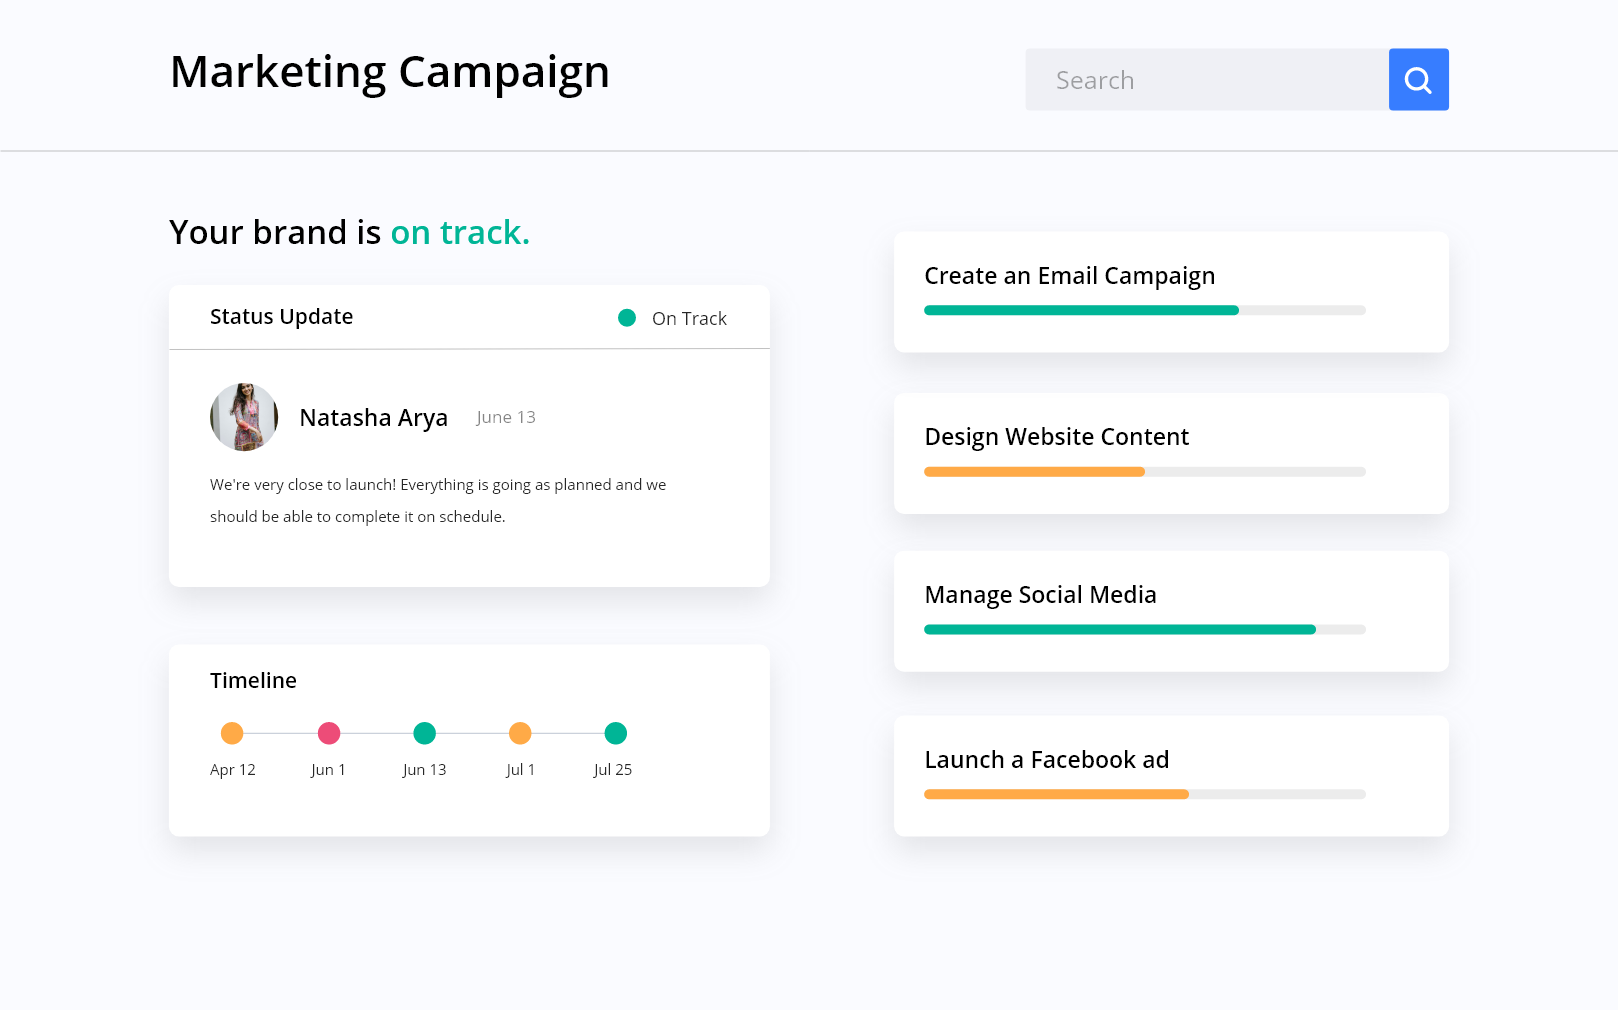 Marketing Campaign
Search
Your brand is on track.
Status Update
On Track
Natasha Arya
June 13
We're very close to launch! Everything is going as planned and we
should be able to complete it on schedule.
Timeline
Apr 12
Jun 1
Jun 13
Jul 1
Jul 25
Create an Email Campaign
Design Website Content
Manage Social Media
Launch a Facebook ad